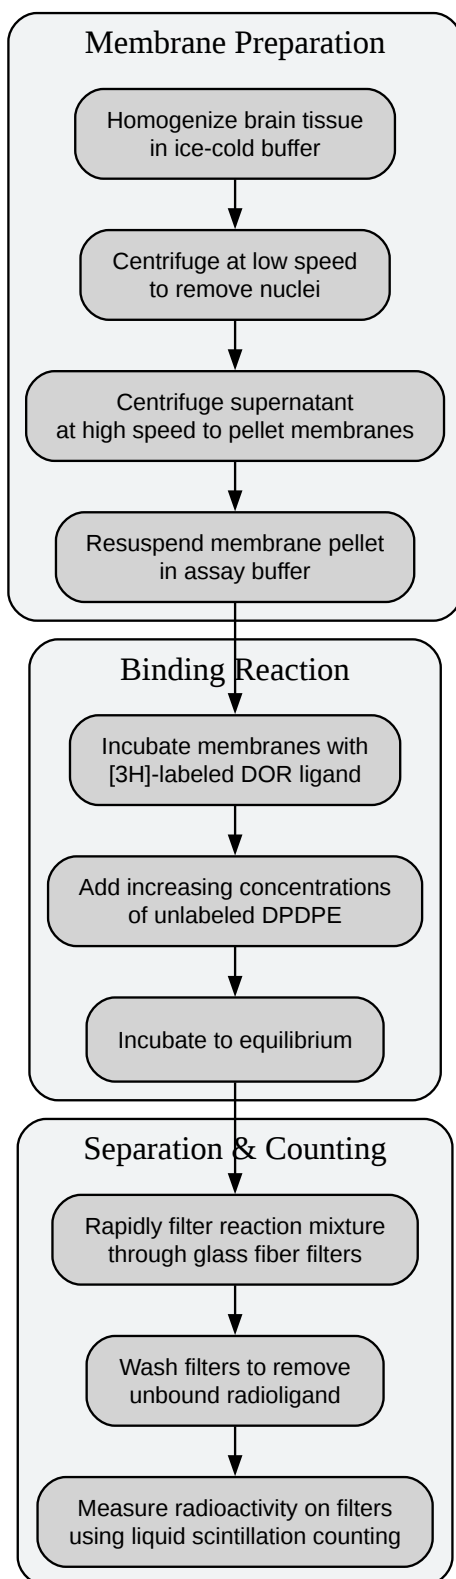 Membrane Preparation
Homogenize brain tissue
in ice-cold buffer
Centrifuge at low speed
to remove nuclei
Centrifuge supernatant
at high speed to pellet membranes
Resuspend membrane pellet
in assay buffer
Binding Reaction
Incubate membranes with
[3H]-labeled DOR ligand
Add increasing concentrations
of unlabeled DPDPE
Incubate to equilibrium
Separation & Counting
Rapidly filter reaction mixture
through glass fiber filters
Wash filters to remove
unbound radioligand
Measure radioactivity on filters
using liquid scintillation counting